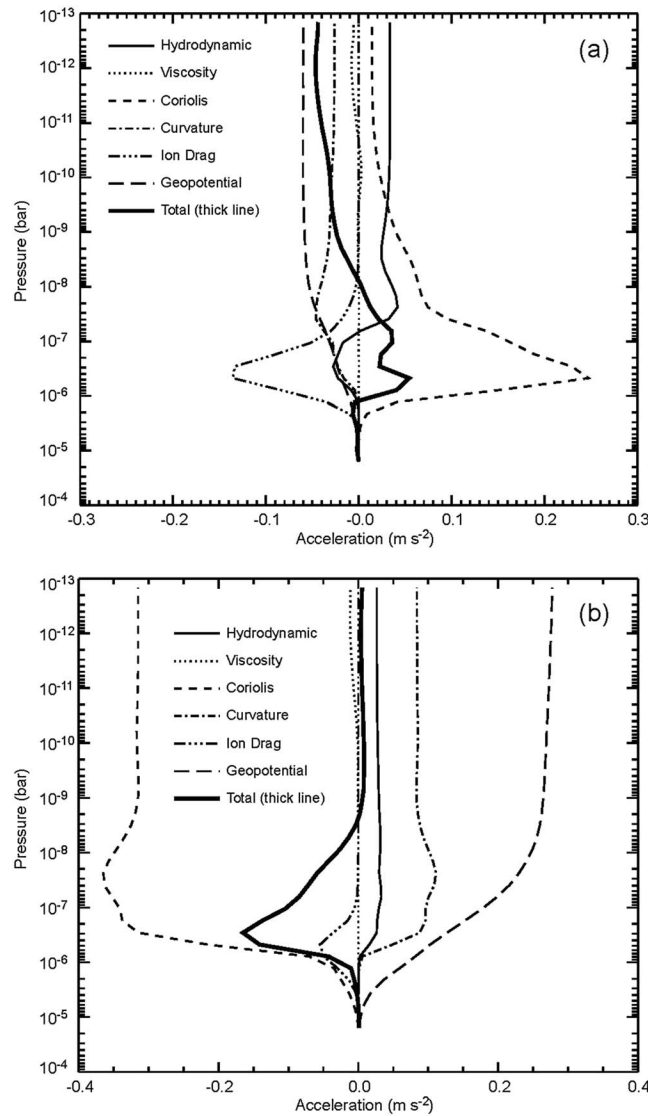 10-13
(a)
Hydrodynamic
10-12
Viscosity
Coriolis
10-11
Curvature
Ion Drag
10-10
Geopotential
Total (thick line)
10-9
Pressure (bar)
10-8
10-7
10-6
10-5
10-4
-0.3 -0.2 -0.1 -0.0 0.1 0.2 0.3
Acceleration (m s-2)
10-13
(b)
Hydrodynamic
10-12
Viscosity
Coriolis
10-11
Curvature
Ion Drag
10-10
Geopotential
Total (thick line)
10-9
Pressure (bar)
10-8
10-7
10-6
10-5
10-4
-0.4 -0.2 0.0 0.2 0.4
Acceleration (m s-2)